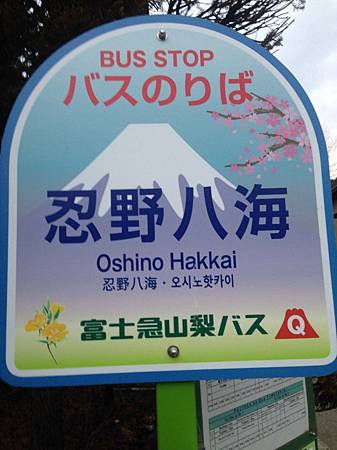 BUS STOP
バスのりば
忍野八海
Oshino Hakkai
忍野八海・오시노핫카이
富士急山梨バス Q